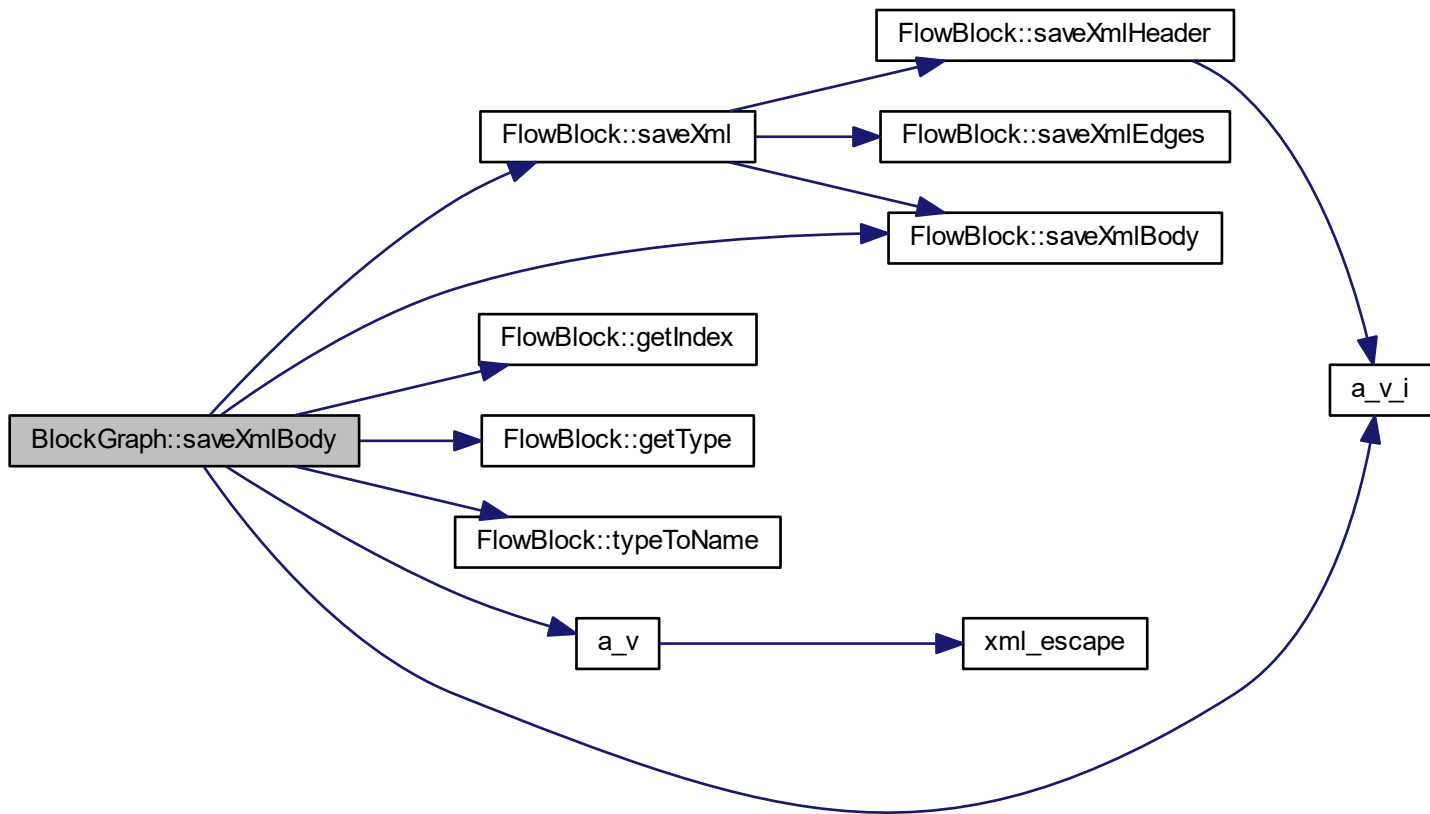 FlowBlock::saveXmlHeader
FlowBlock::saveXml
FlowBlock::saveXmlEdges
FlowBlock::saveXmlBody
FlowBlock::getIndex
a_v_i
BlockGraph::saveXmlBody
FlowBlock::getType
FlowBlock::typeToName
a_v
xml_escape